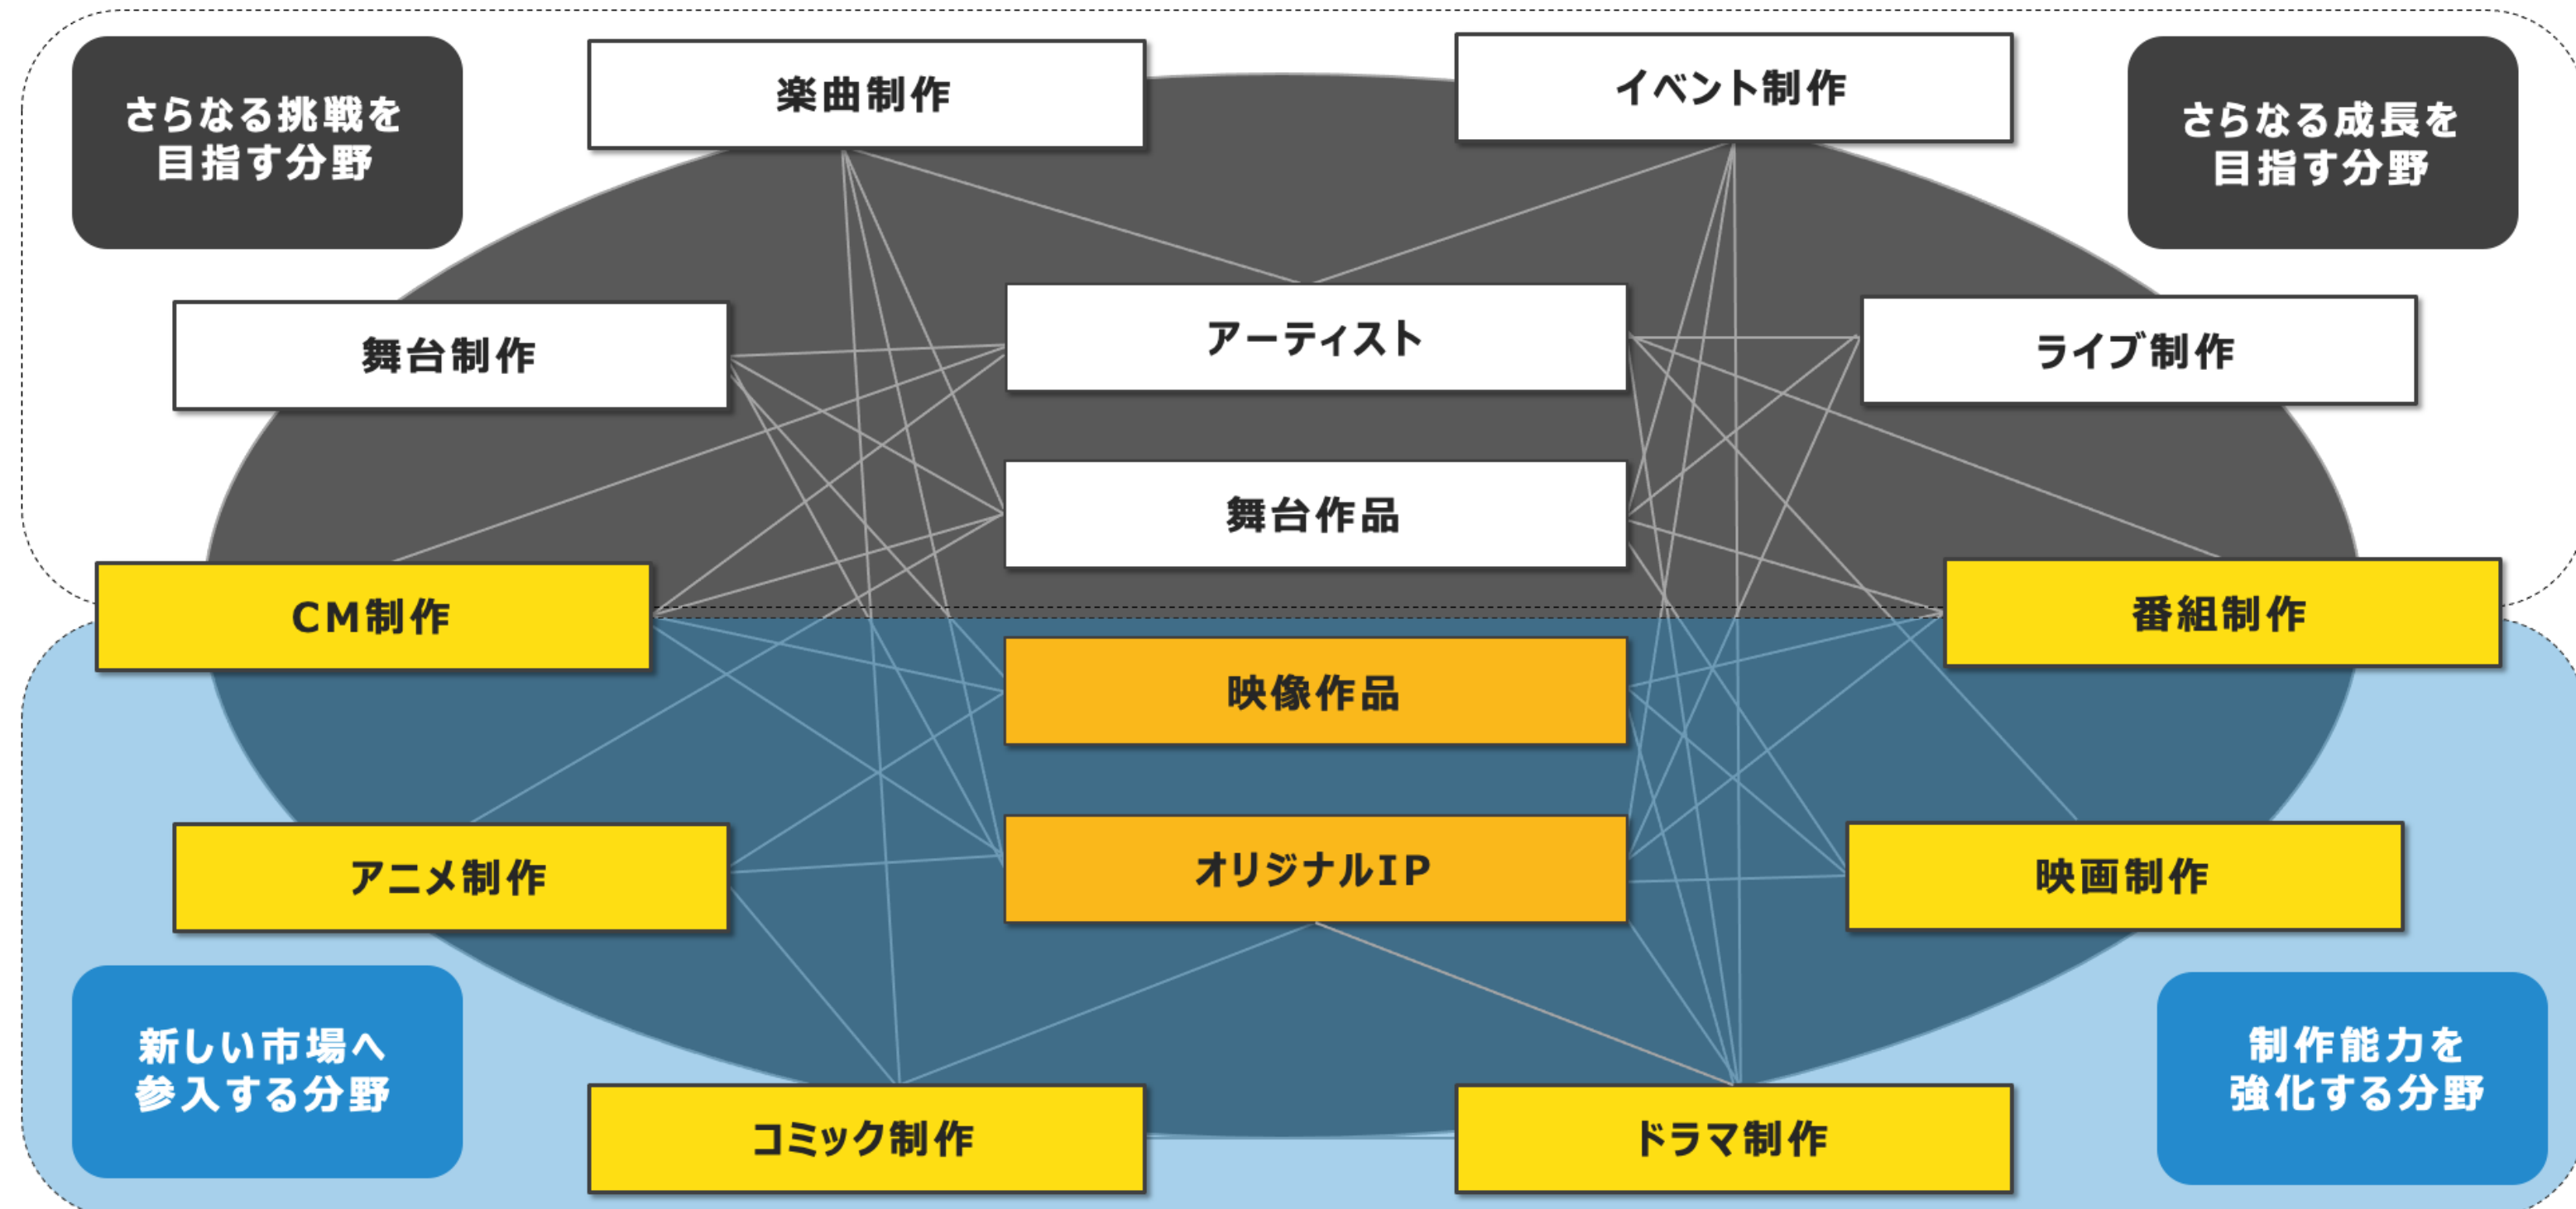 さらなる挑戦を
目指す分野
楽曲制作
イベント制作
さらなる成長を
目指す分野
舞台制作
アーティスト
ライブ制作
舞台作品
CM制作
番組制作
映像作品
アニメ制作
オリジナルIP
映画制作
新しい市場へ
参入する分野
制作能力を
強化する分野
コミック制作
ドラマ制作